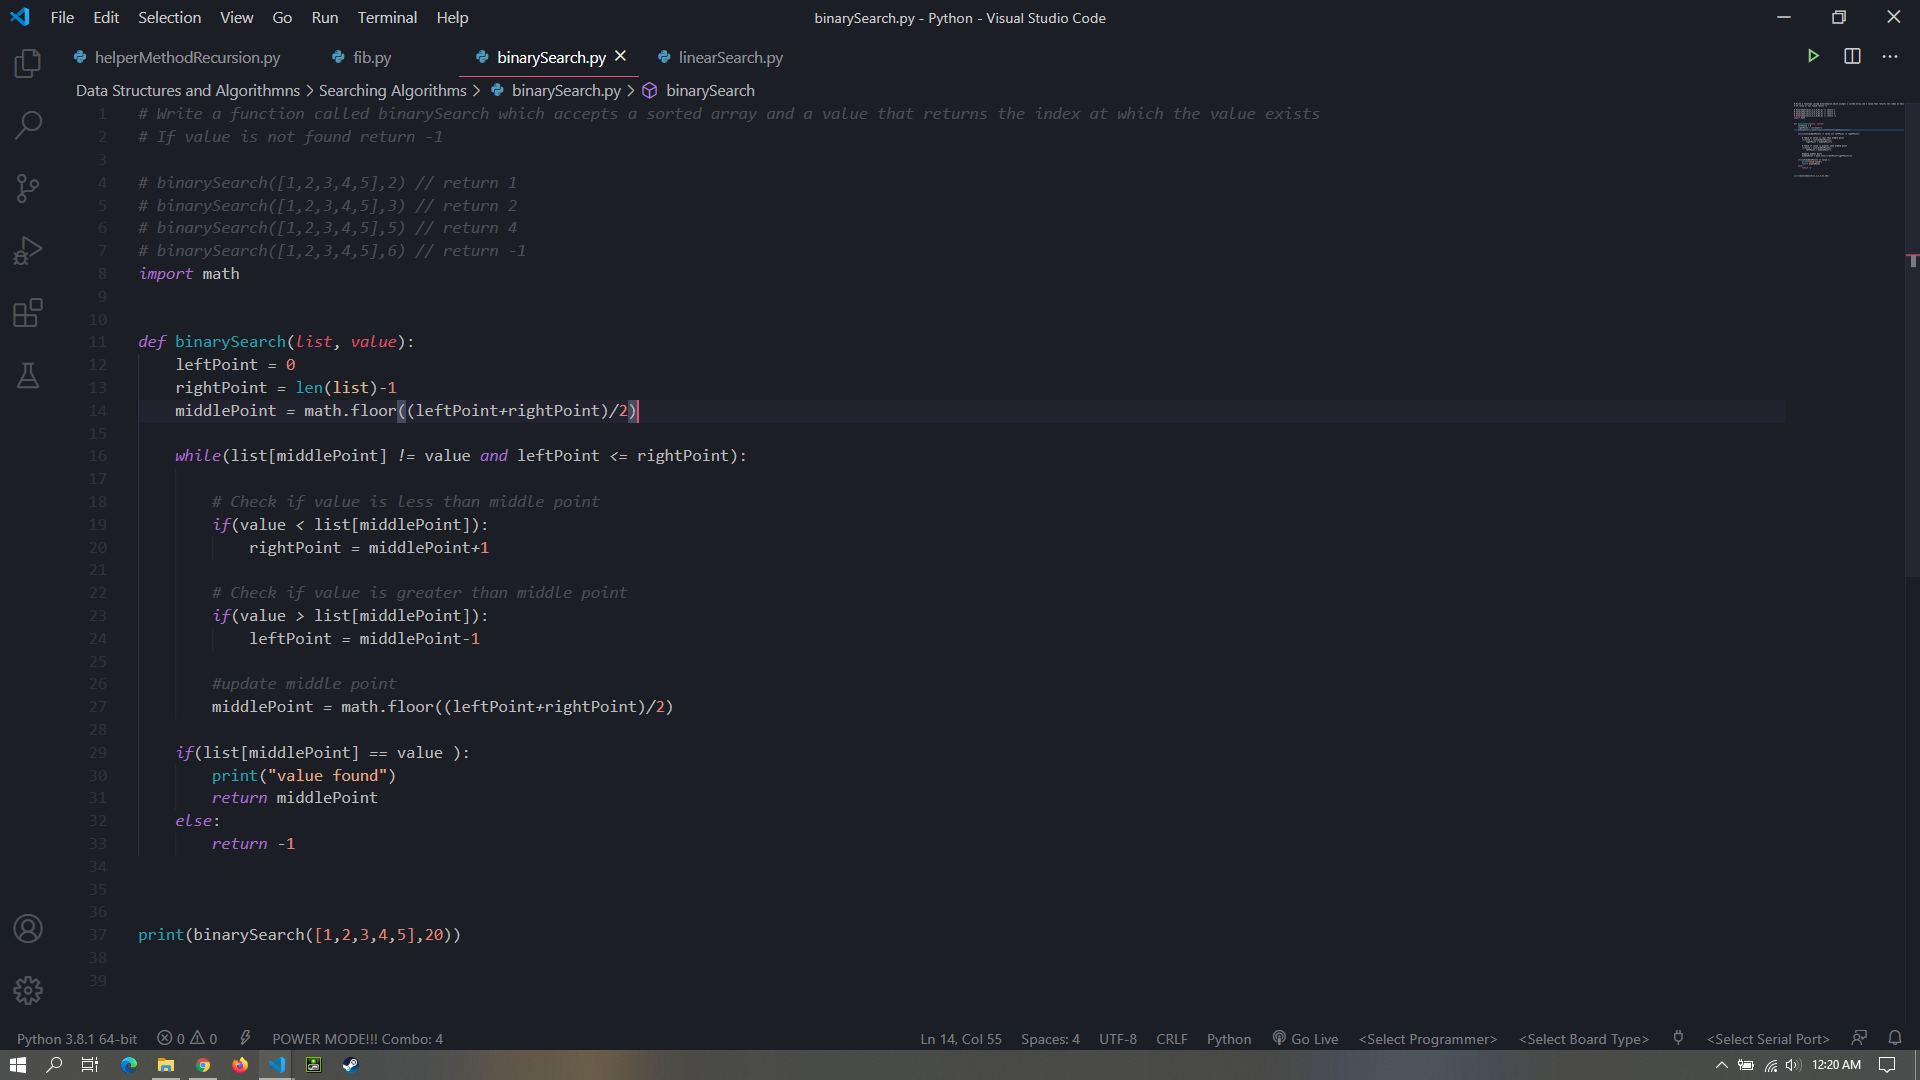 File Edit Selection View Go Run Terminal Help
binarySearch.py - Python - Visual Studio Code
helperMethodRecursion.py fib.py binarySearch.py linearSearch.py
Data Structures and Algorithmns > Searching Algorithms > binarySearch.py > binarySearch
1 # Write a function called binarySearch which accepts a sorted array and a value that returns the index at which the value exists
2 # If value is not found return -1
3
4 # binarySearch([1,2,3,4,5],2) // return 1
5 # binarySearch([1,2,3,4,5],3) // return 2
6 # binarySearch([1,2,3,4,5],5) // return 4
7 # binarySearch([1,2,3,4,5],6) // return -1
8 import math
9
10
11 def binarySearch(list, value):
12 leftPoint = 0
13 rightPoint = len(list)-1
14 middlePoint = math.floor((leftPoint+rightPoint)/2)
15
16 while(list[middlePoint] != value and leftPoint <= rightPoint):
17
18 # Check if value is less than middle point
19 if(value < list[middlePoint]):
20 rightPoint = middlePoint+1
21
22 # Check if value is greater than middle point
23 if(value > list[middlePoint]):
24 leftPoint = middlePoint-1
25
26 #update middle point
27 middlePoint = math.floor((leftPoint+rightPoint)/2)
28
29 if(list[middlePoint] == value ):
30 print("value found")
31 return middlePoint
32 else:
33 return -1
34
35
36
37 print(binarySearch([1,2,3,4,5],20))
38
39
Python 3.8.1 64-bit 0 0 POWER MODE!!! Combo: 4 Ln 14, Col 55 Spaces: 4 UTF-8 CRLF Python Go Live <Select Programmer> <Select Board Type> <Select Serial Port>
12:20 AM